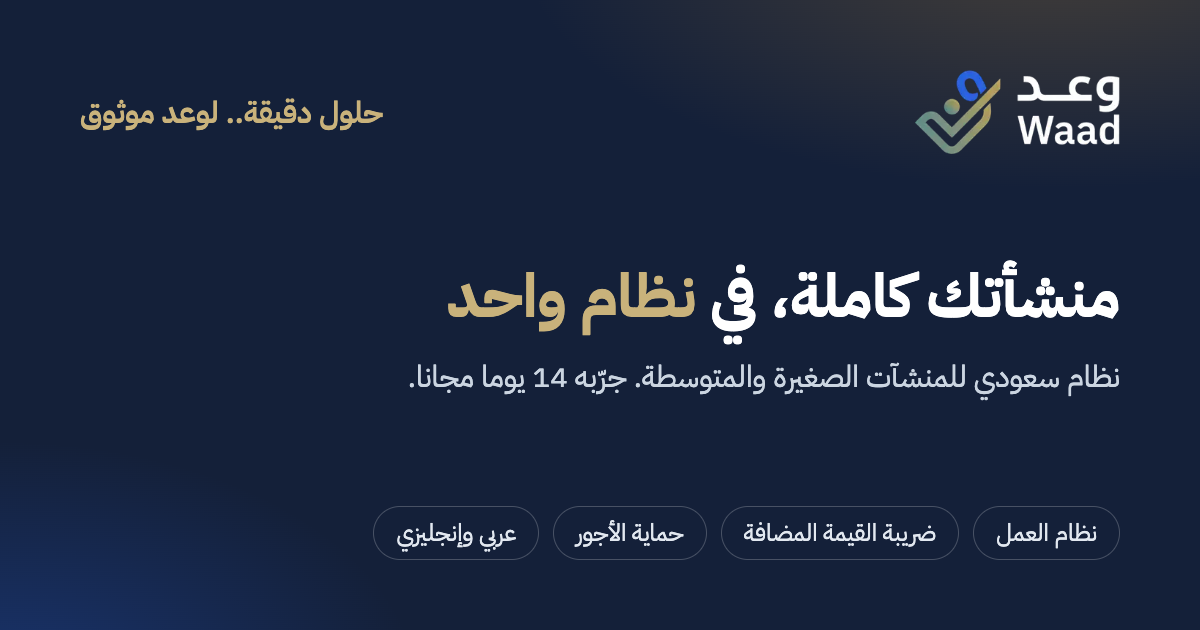 وعد
Waad
حلول دقيقة.. لوعد موثوق
منشأتك كاملة، في نظام واحد
نظام سعودي للمنشآت الصغيرة والمتوسطة. جرّبه 14 يوما مجانا.
نظام العمل
ضريبة القيمة المضافة
حماية الأجور
عربي وإنجليزي